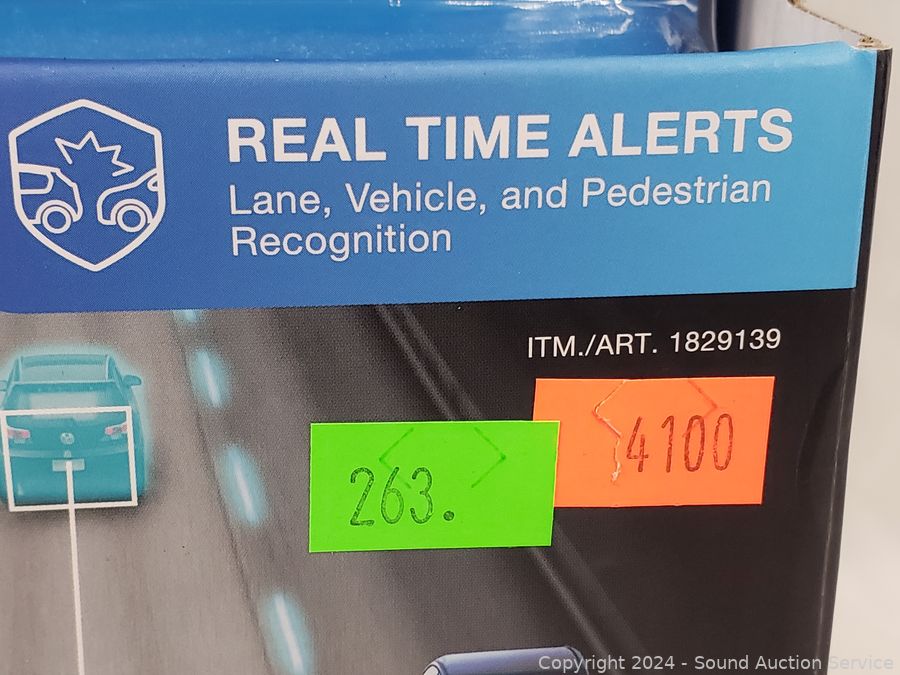 REAL TIME ALERTS
Lane, Vehicle, and Pedestrian
Recognition
ITM./ART. 1829139
4100
263.
Copyright 2024 - Sound Auction Service